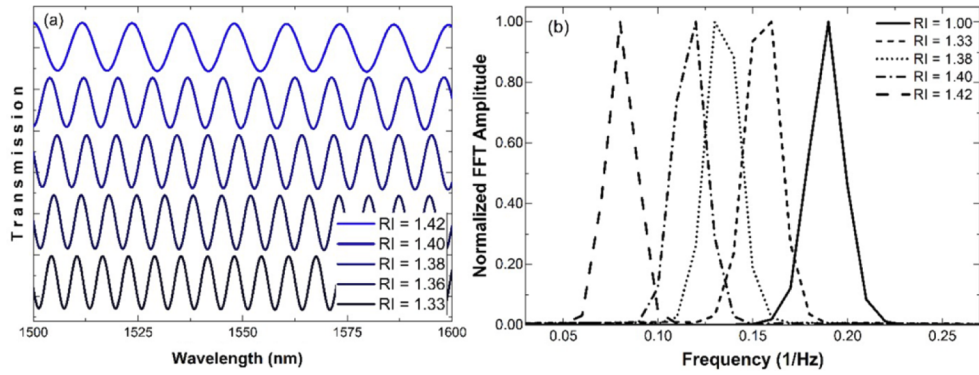 (a)
Transmission
RI = 1.42
RI = 1.40
RI = 1.38
RI = 1.36
RI = 1.33
1500
1525
1550
1575
1600
Wavelength (nm)
(b)
RI = 1.00
RI = 1.33
RI = 1.38
RI = 1.40
RI = 1.42
Normalized FFT Amplitude
1.00
0.80
0.60
0.40
0.20
0.00
0.05
0.10
0.15
0.20
0.25
Frequency (1/Hz)